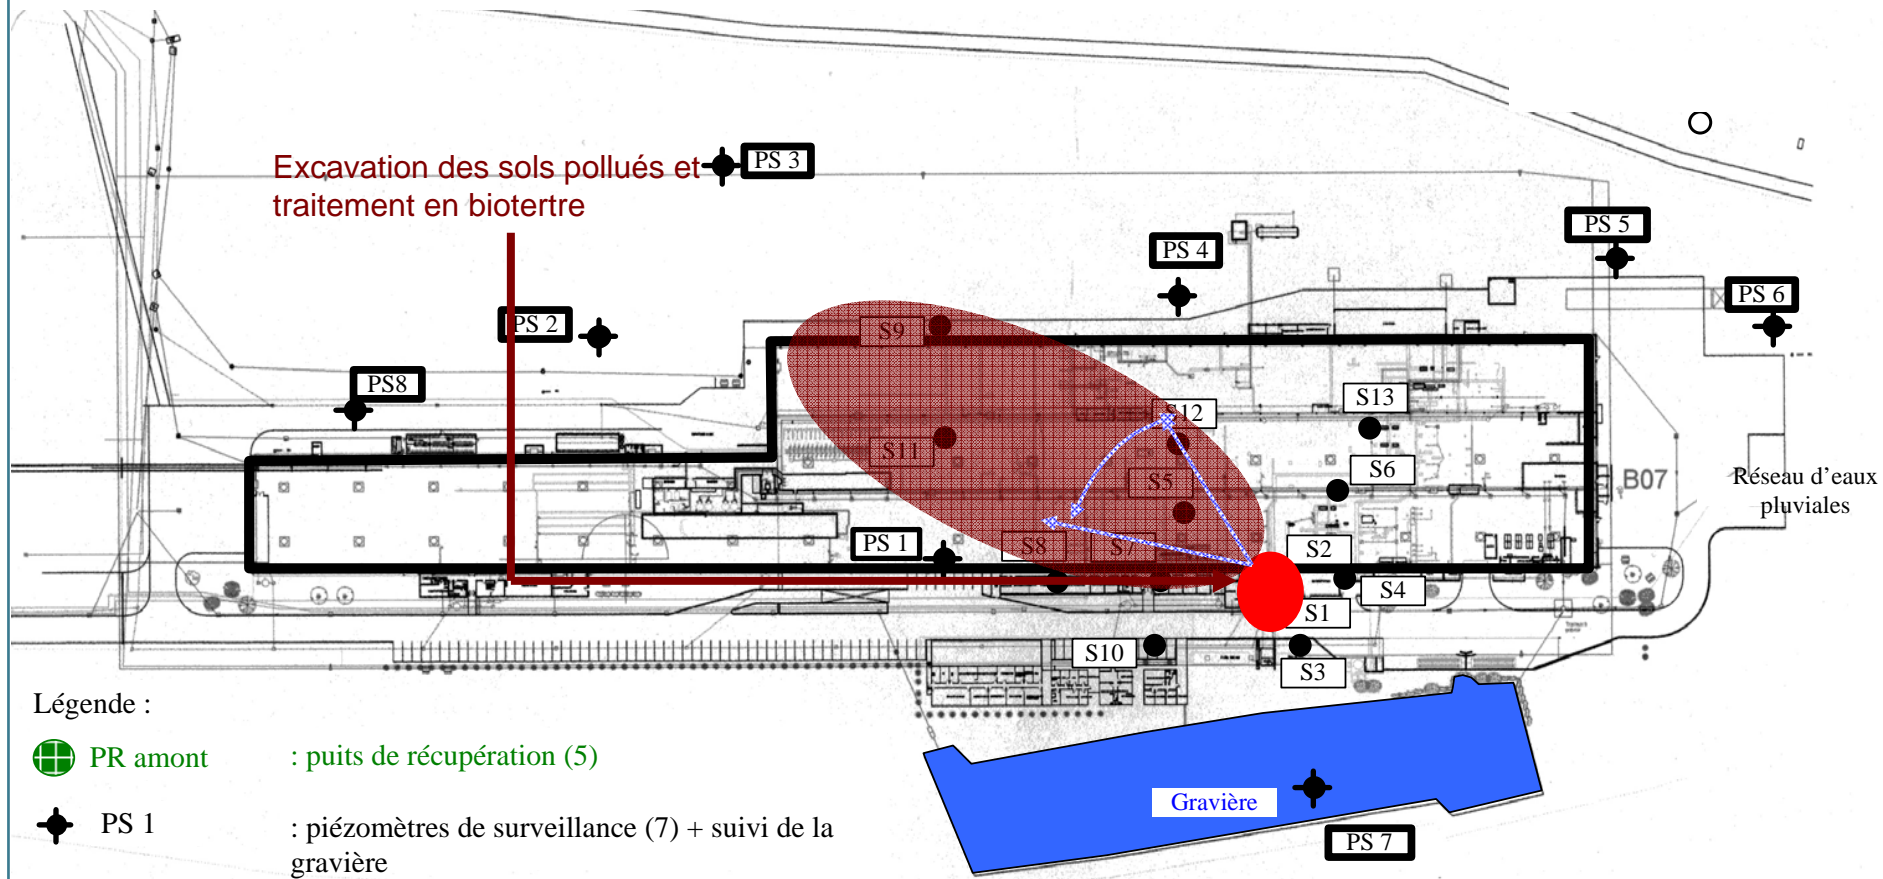 Excavation des sols pollués et
traitement en biotertre
PS 3
PS 5
PS 4
PS 6
PS 2
S9
PS8
S12
S13
S11
S6
S5
B07
Réseau d'eaux
pluviales
PS 1
S8
S7
S2
S4
S1
S10
S3
Légende :
PR amont : puits de récupération (5)
PS 1 : piézomètres de surveillance (7) + suivi de la
gravière
Gravière
PS 7